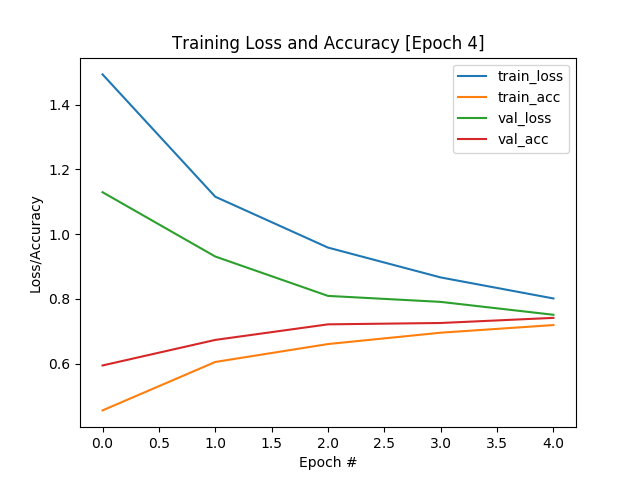 Training Loss and Accuracy [Epoch 4]
train_loss
train_acc
val_loss
val_acc
Loss/Accuracy
1.4
1.2
1.0
0.8
0.6
0.0 0.5 1.0 1.5 2.0 2.5 3.0 3.5 4.0
Epoch #